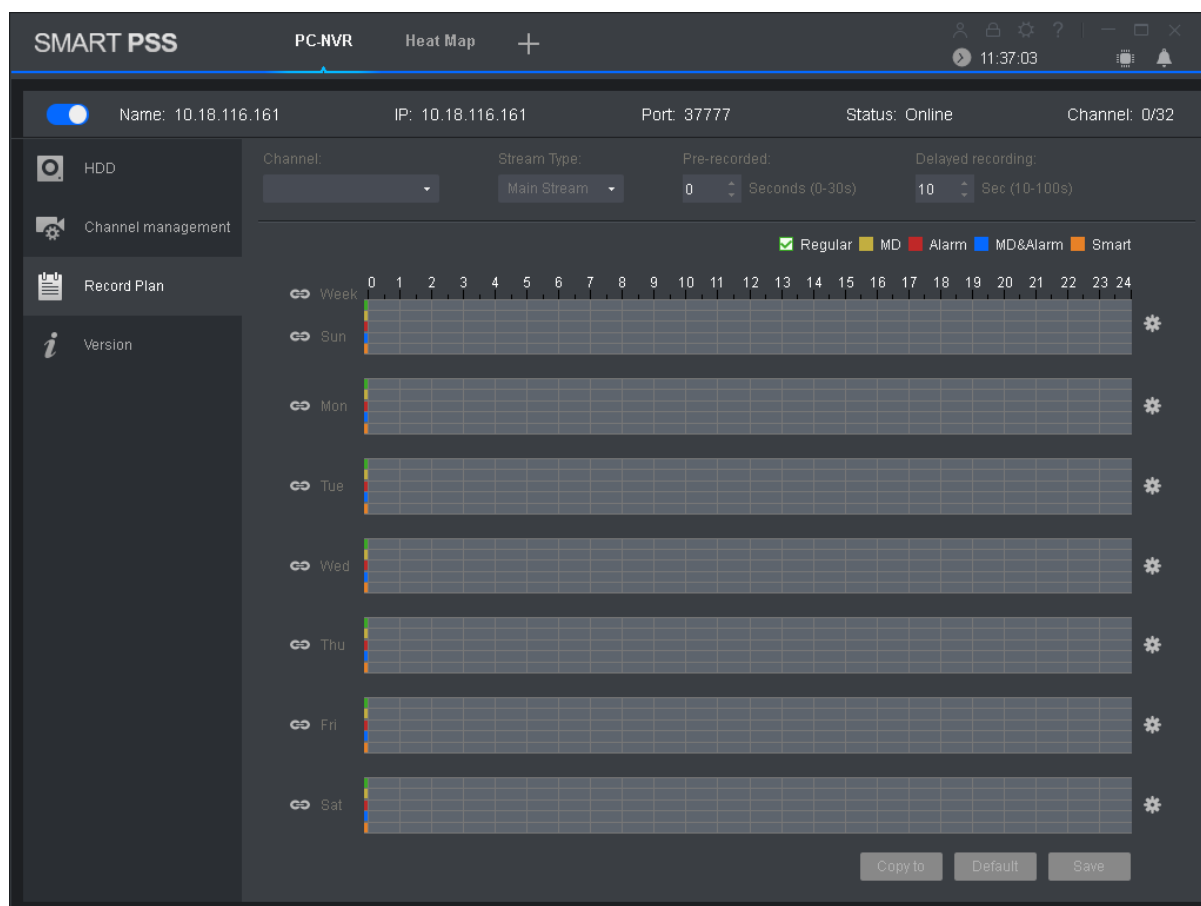 SMART PSS PC-NVR Heat Map ?
11:37:03
Name: 10.18.116.161 IP: 10.18.116.161 Port: 37777 Status: Online Channel: 0/32
HDD
Channel management
Record Plan
Version
Channel: Stream Type: Pre-recorded: Delayed recording:
Main Stream 0 Seconds (0-30s) 10 Sec (10-100s)
Regular MD Alarm MD&Alarm Smart
Week 0 1 2 3 4 5 6 7 8 9 10 11 12 13 14 15 16 17 18 19 20 21 22 23 24
Sun
Mon
Tue
Wed
Thu
Fri
Sat
Copy to Default Save